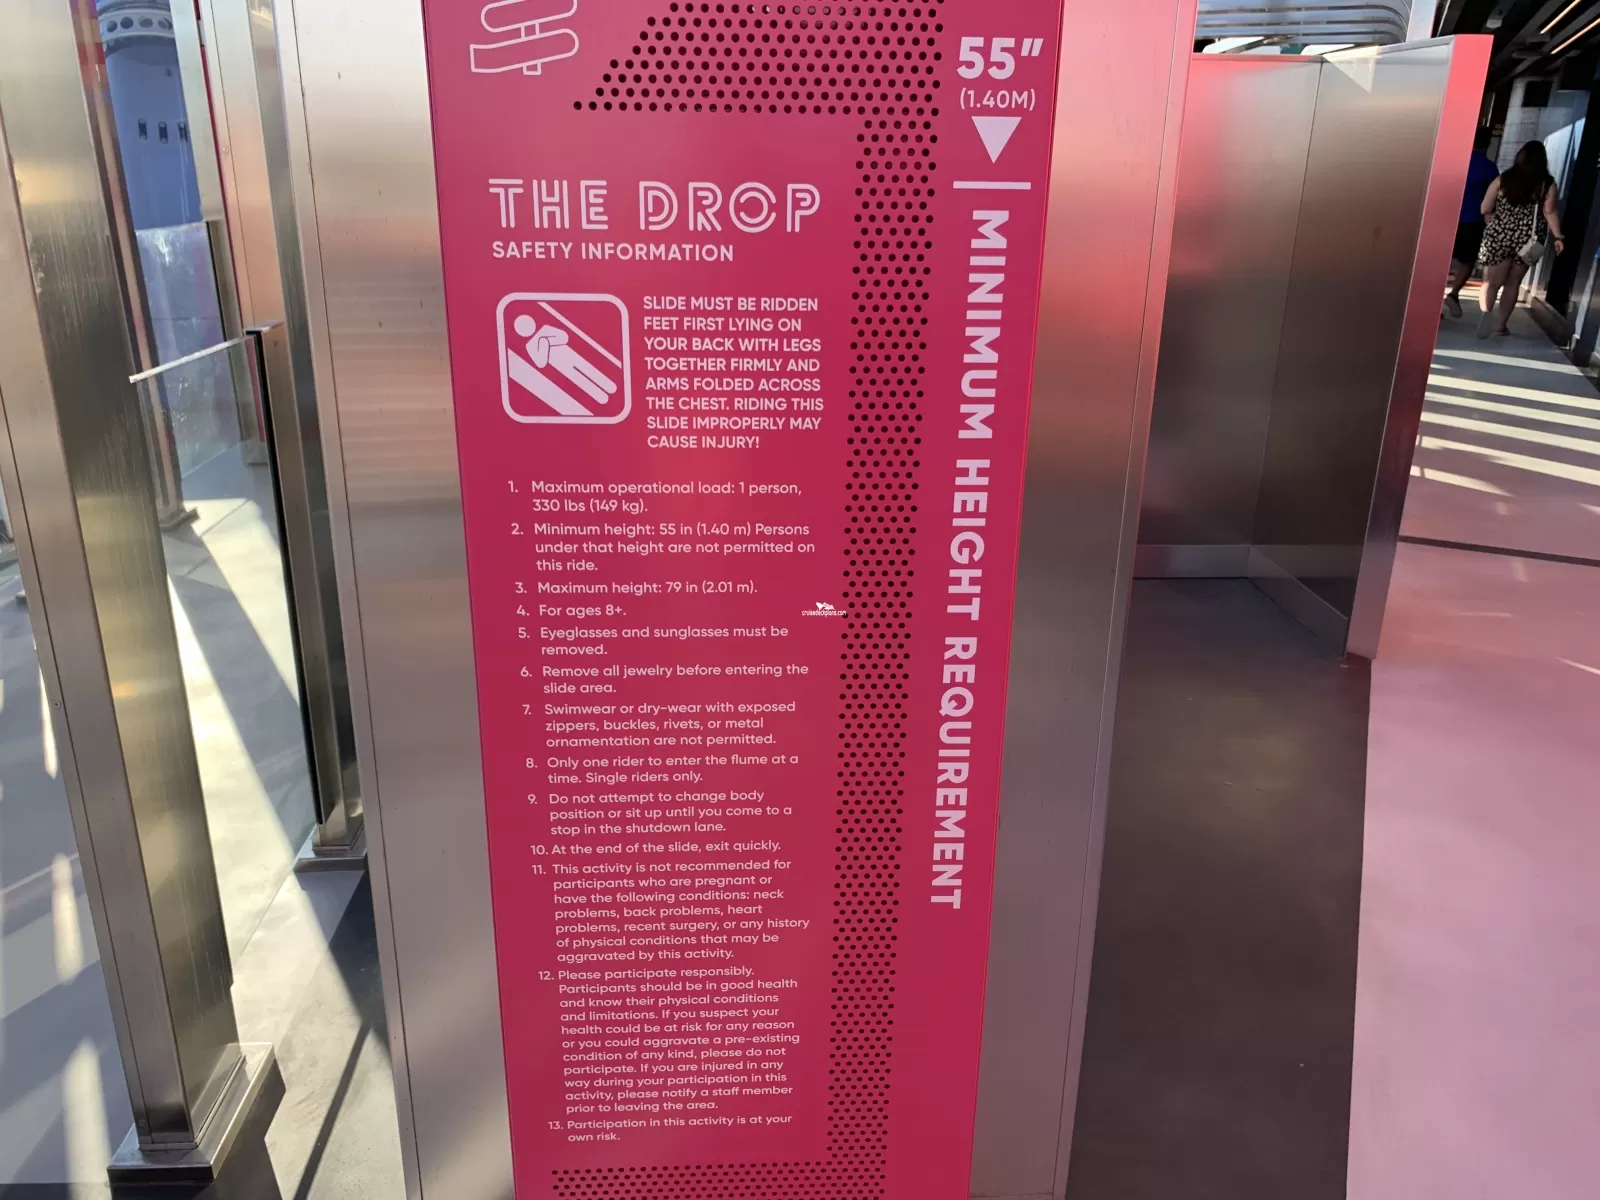 55"
(1.40M)
MINIMUM HEIGHT REQUIREMENT
THE DROP
SAFETY INFORMATION
SLIDE MUST BE RIDDEN
FEET FIRST LYING ON
YOUR BACK WITH LEGS
TOGETHER FIRMLY AND
ARMS FOLDED ACROSS
THE CHEST. RIDING THIS
SLIDE IMPROPERLY MAY
CAUSE INJURY!
1. Maximum operational load: 1 person,
330 lbs (149 kg).
2. Minimum height: 55 in (1.40 m) Persons
under that height are not permitted on
this ride.
3. Maximum height: 79 in (2.01 m).
4. For ages 8+.
5. Eyeglasses and sunglasses must be
removed.
6. Remove all jewelry before entering the
slide area.
7. Swimwear or dry-wear with exposed
zippers, buckles, rivets, or metal
ornamentation are not permitted.
8. Only one rider to enter the flume at a
time. Single riders only.
9. Do not attempt to change body
position or sit up until you come to a
stop in the shutdown lane.
10. At the end of the slide, exit quickly.
11. This activity is not recommended for
participants who are pregnant or
have the following conditions: neck
problems, back problems, heart
problems, recent surgery, or any history
of physical conditions that may be
aggravated by this activity.
12. Please participate responsibly.
Participants should be in good health
and know their physical conditions
and limitations. If you suspect your
health could be at risk for any reason
or you could aggravate a pre-existing
condition of any kind, please do not
participate. If you are injured in any
way during your participation in this
activity, please notify a staff member
prior to leaving the area.
13. Participation in this activity is at your
own risk.
cruisedeckplans.com